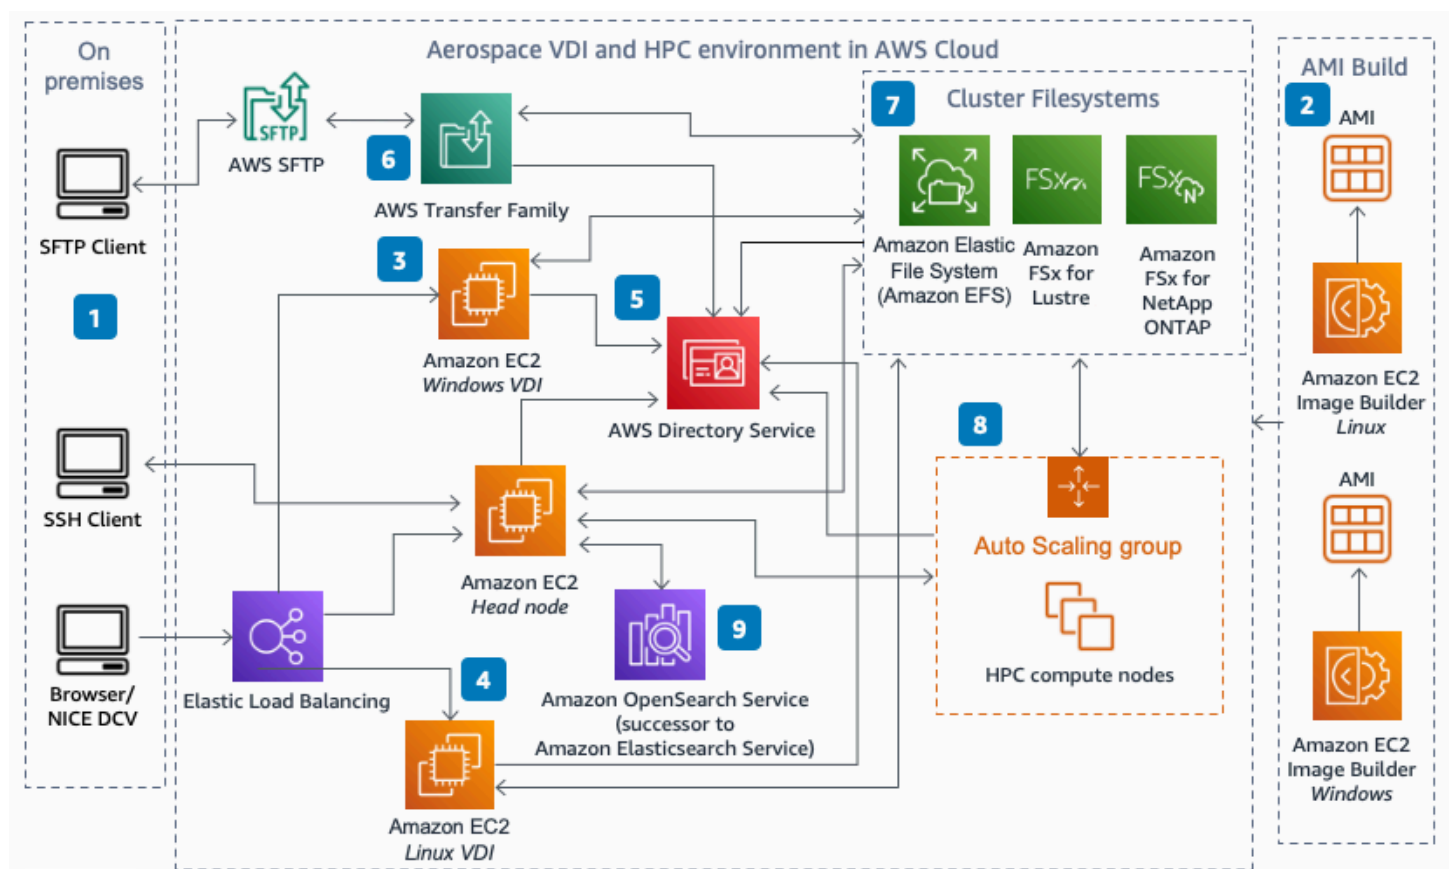 On
premises
SFTP Client
1
SSH Client
Browser/
NICE DCV
Aerospace VDI and HPC environment in AWS Cloud
SFTP
AWS SFTP
6
AWS Transfer Family
3
Amazon EC2
Windows VDI
5
AWS Directory Service
Amazon EC2
Head node
Elastic Load Balancing
4
Amazon EC2
Linux VDI
9
Amazon OpenSearch Service
(successor to
Amazon Elasticsearch Service)
7
Cluster Filesystems
Amazon Elastic
File System
(Amazon EFS)
FSx
Amazon
FSx for
Lustre
FSx
N
Amazon
FSx for
NetApp
ONTAP
8
Auto Scaling group
HPC compute nodes
AMI Build
2
AMI
Amazon EC2
Image Builder
Linux
AMI
Amazon EC2
Image Builder
Windows